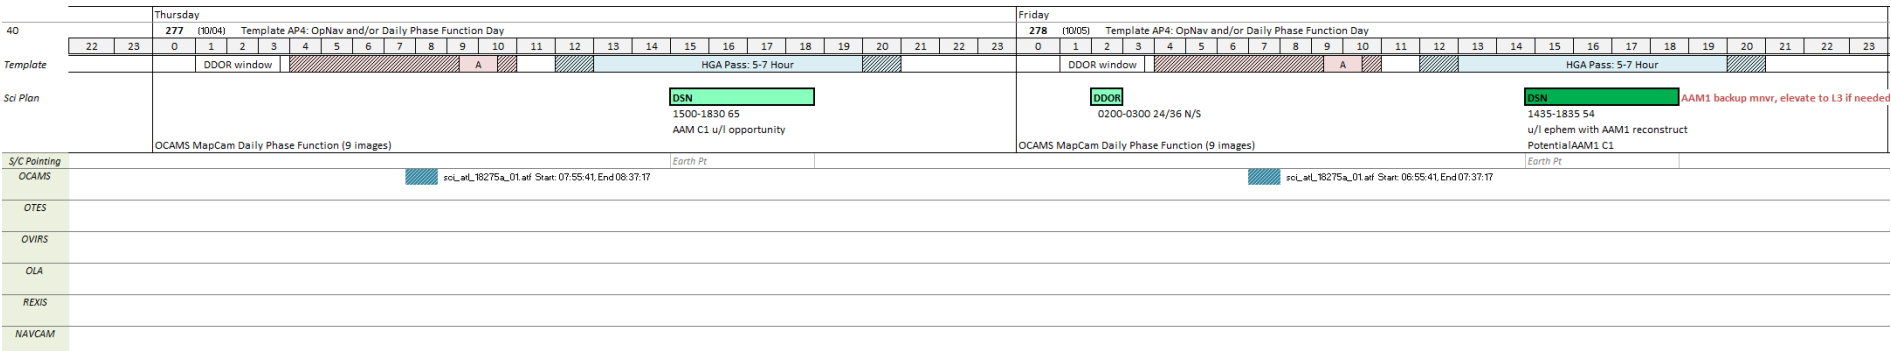 Thursday Friday
40 277 (10/04) Template AP4: OpNav and/or Daily Phase Function Day 278 (10/05) Template AP4: OpNav and/or Daily Phase Function Day
22 23 0 1 2 3 4 5 6 7 8 9 10 11 12 13 14 15 16 17 18 19 20 21 22 23 0 1 2 3 4 5 6 7 8 9 10 11 12 13 14 15 16 17 18 19 20 21 22 23
Template DDOR window A HGA Pass: 5-7 Hour DDOR window A HGA Pass: 5-7 Hour
Sci Plan DSN DDOR DSN AAM1 backup mnvr, elevate to L3 if needed
1500-1830 65 0200-0300 24/36 N/S 1435-1835 54
AAM C1 u/l opportunity u/l ephem with AAM1 reconstruct
OCAMS MapCam Daily Phase Function (9 images) OCAMS MapCam Daily Phase Function (9 images) PotentialAAM1 C1
S/C Pointing Earth Pt Earth Pt
OCAMS sci_atl_18275a_01.atf Start: 07:55:41, End 08:37:17 sci_atl_18275a_01.atf Start: 06:55:41, End 07:37:17
OTES
OVIRS
OLA
REXIS
NAVCAM